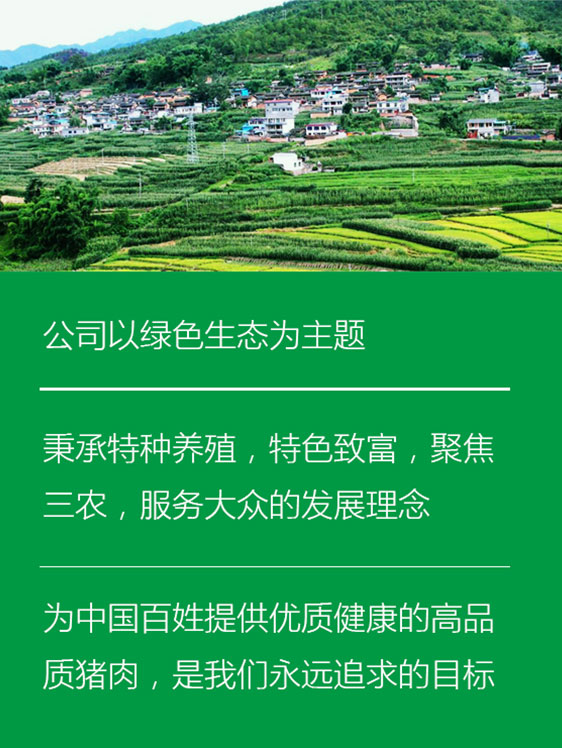 公司以绿色生态为主题
秉承特种养殖，特色致富，聚焦
三农，服务大众的发展理念
为中国百姓提供优质健康的高品
质猪肉，是我们永远追求的目标